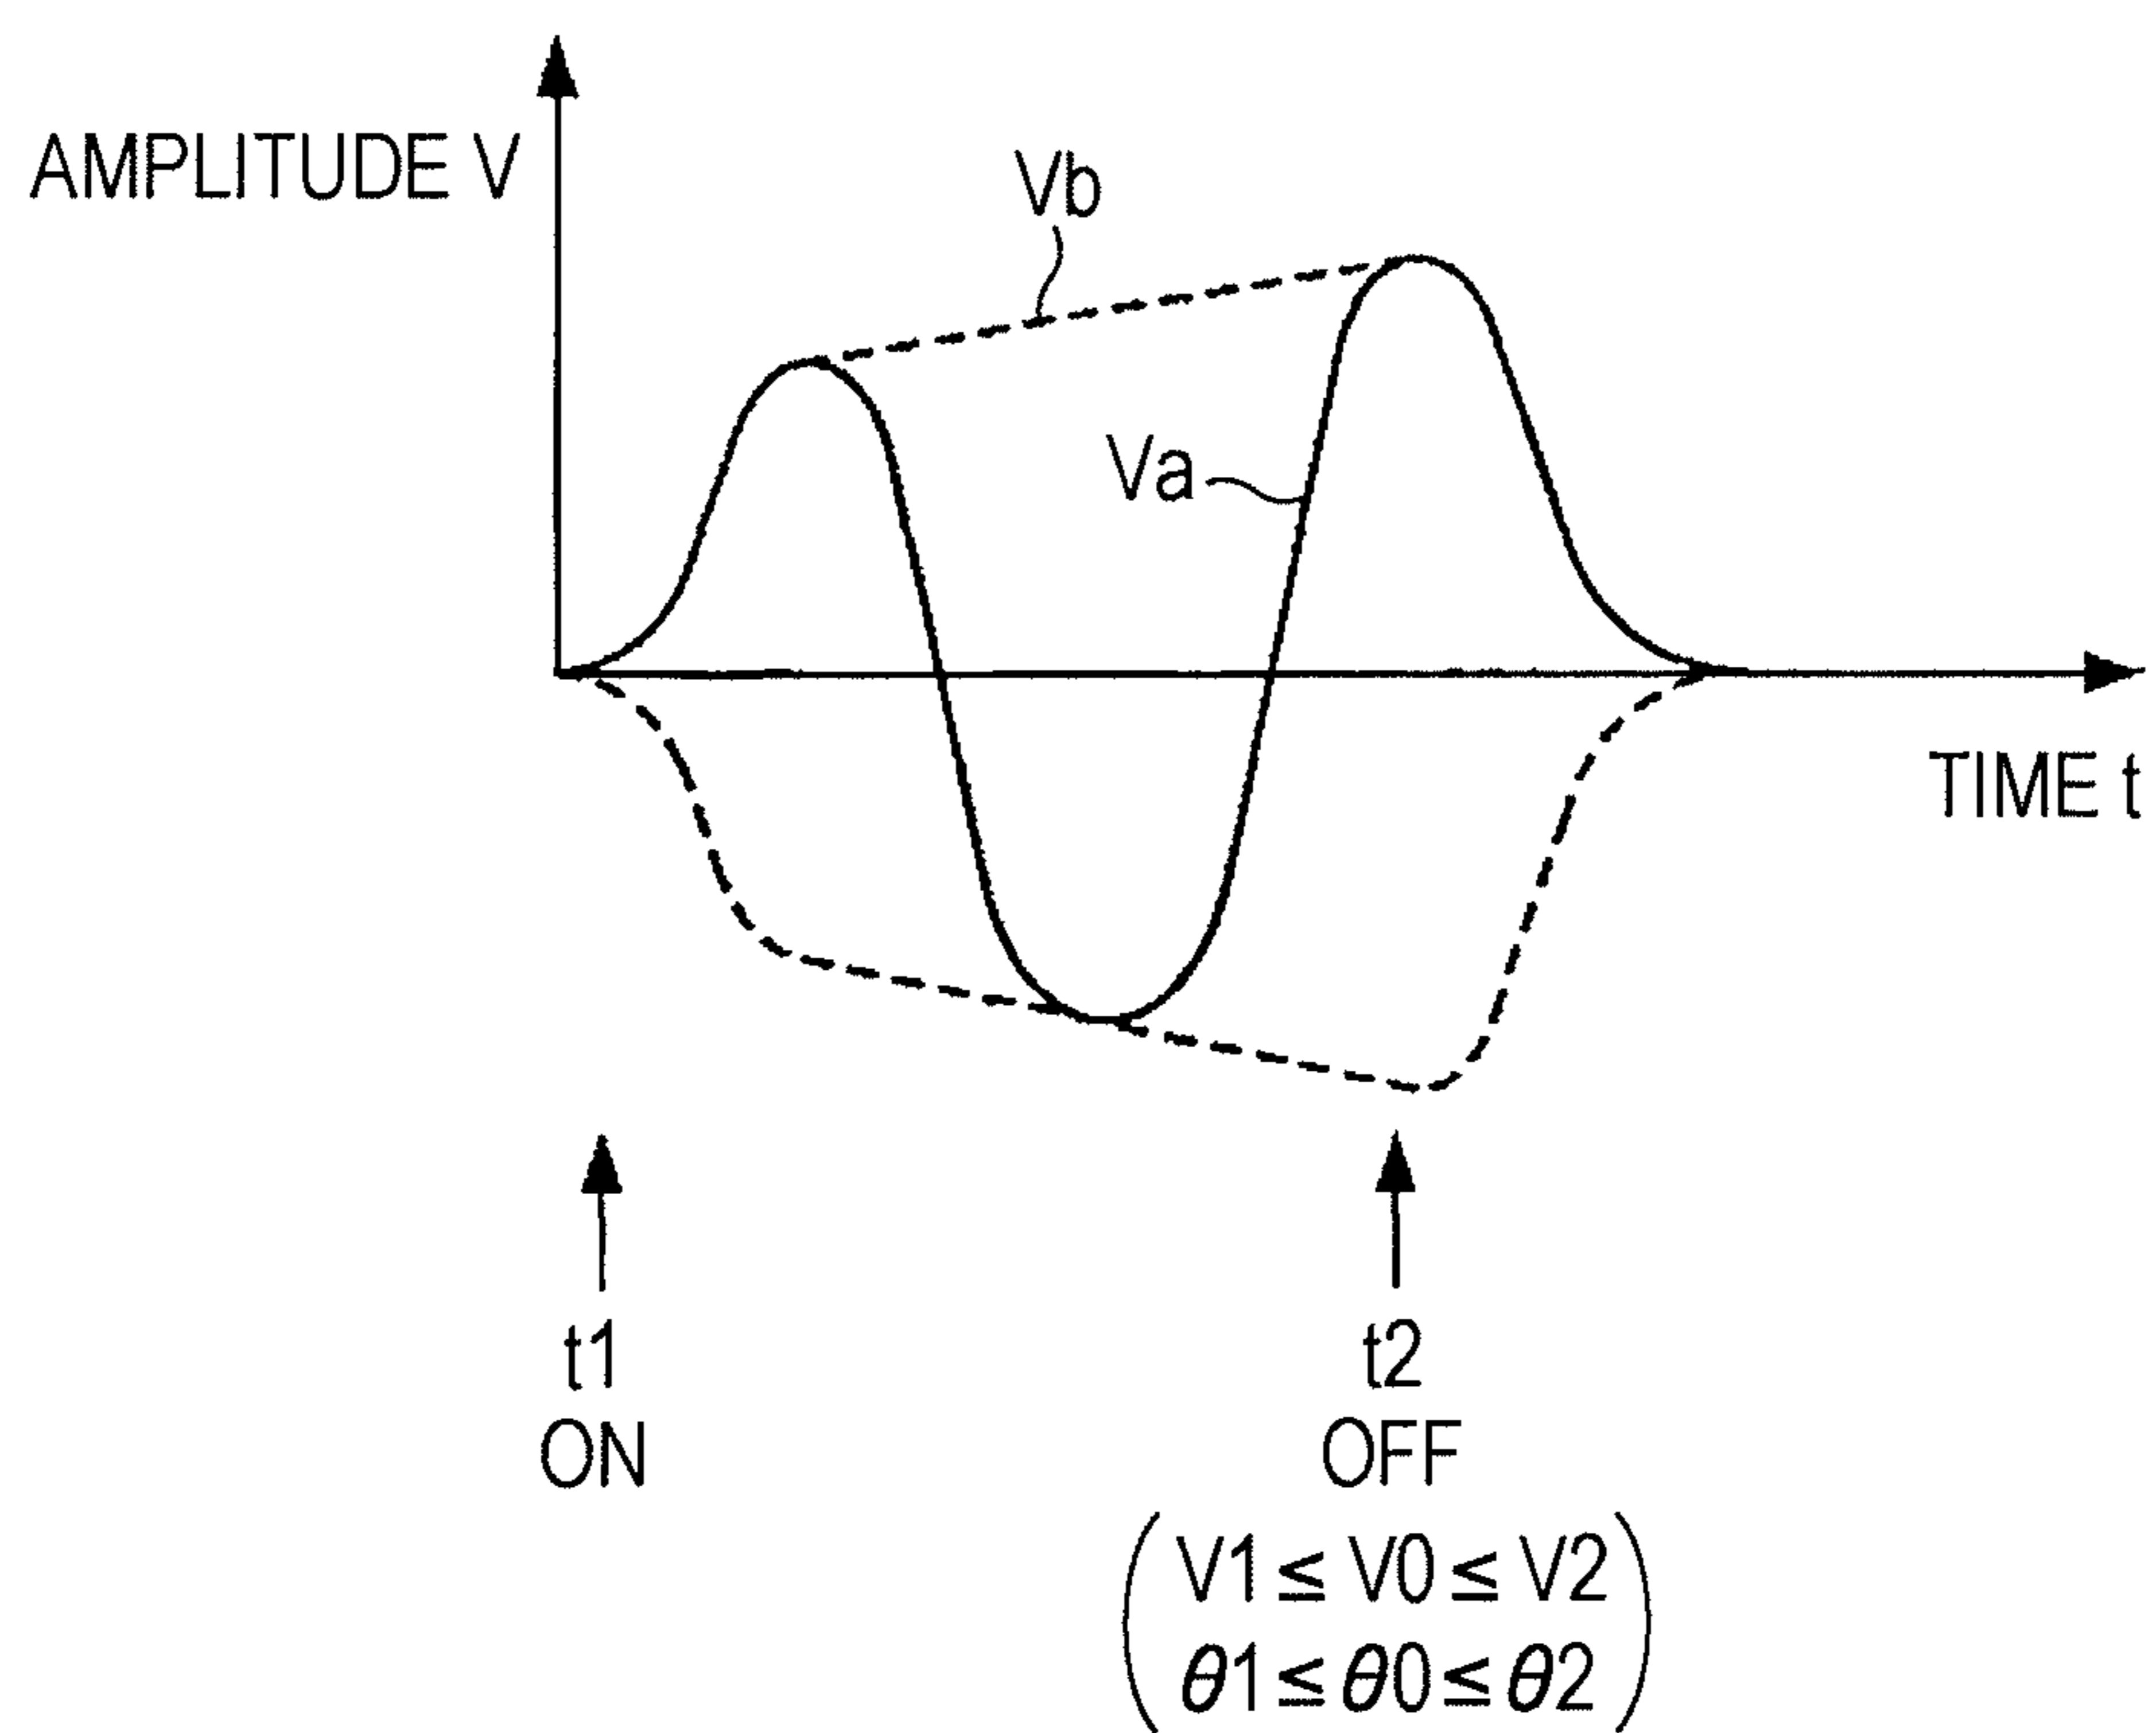 AMPLITUDE V
Vb
Va
TIME t
t1
ON
t2
OFF
V1 ≦ V0 ≦ V2
θ1 ≦ θ0 ≦ θ2